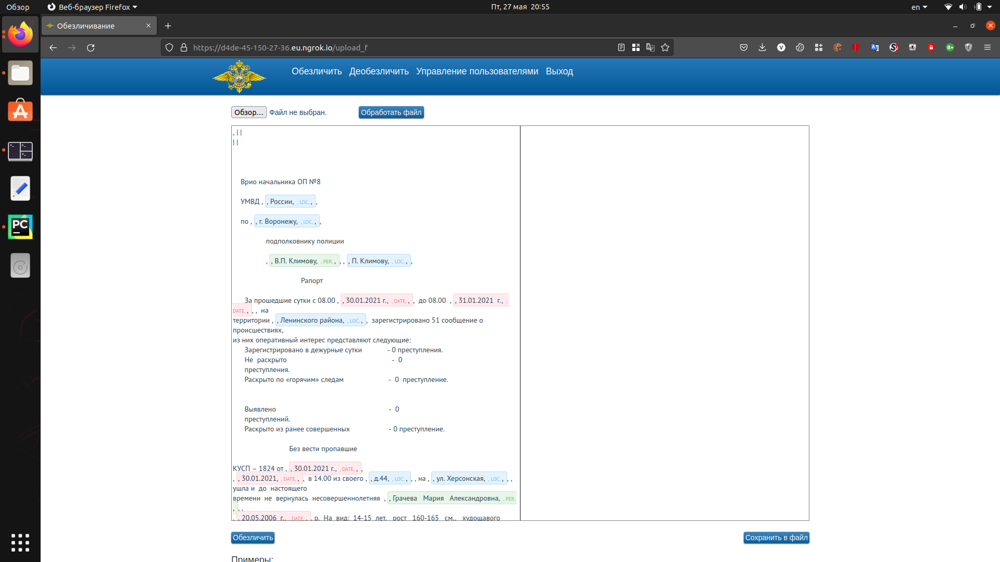 Обзор
Веб-браузер Firefox
Пт, 27 мая 20:55
en
Обезличивание
https://d4de-45-150-27-36.eu.ngrok.io/upload_f
Обезличить Деобезличить Управление пользователями Выход
Обзор... Файл не выбран. Обработать файл
, | |
| |
Врио начальника ОП №8
УМВД , , России, , LOC, , ,
по , , г. Воронежу, , LOC, , ,
подполковнику полиции
, , В.П. Климову, , PER, , , , , П. Климову, , LOC, , ,
Рапорт
За прошедшие сутки с 08.00 , , 30.01.2021 г., , DATE, , , до 08.00 , , 31.01.2021 г., ,
DATE, , , , на
территории , , Ленинского района, , LOC, , , зарегистрировано 51 сообщение о
происшествиях,
из них оперативный интерес представляют следующие:
Зарегистрировано в дежурные сутки - 0 преступления.
Не раскрыто - 0
преступления.
Раскрыто по «горячим» следам - 0 преступление.
Выявлено - 0
преступлений.
Раскрыто из ранее совершенных - 0 преступление.
Без вести пропавшие
КУСП – 1824 от , , 30.01.2021 г., , DATE, , ,
, , 30.01.2021, , DATE, , , в 14.00 из своего , , д.44, , LOC, , , , на , , ул. Херсонская, , LOC, , , ,
ушла и до настоящего
времени не вернулась несовершеннолетняя , , Грачева Мария Александровна, , PER,
, , ,
, , 20.05.2006 г., , DATE, , , р. На вид: 14-15 лет, рост 160-165 см., худощавого
Обезличить
Сохранить в файл
Примеры: